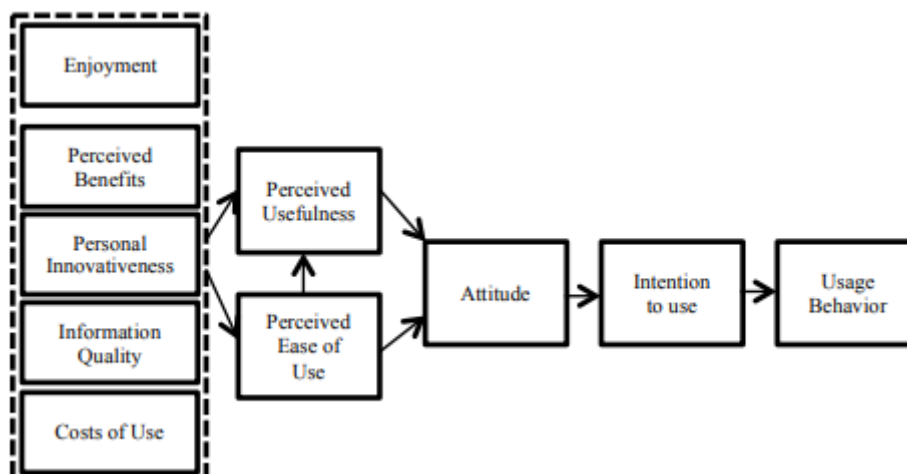 Enjoyment
Perceived
Benefits
Personal
Innovativeness
Information
Quality
Costs of Use
Perceived
Usefulness
Perceived
Ease of
Use
Attitude
Intention
to use
Usage
Behavior